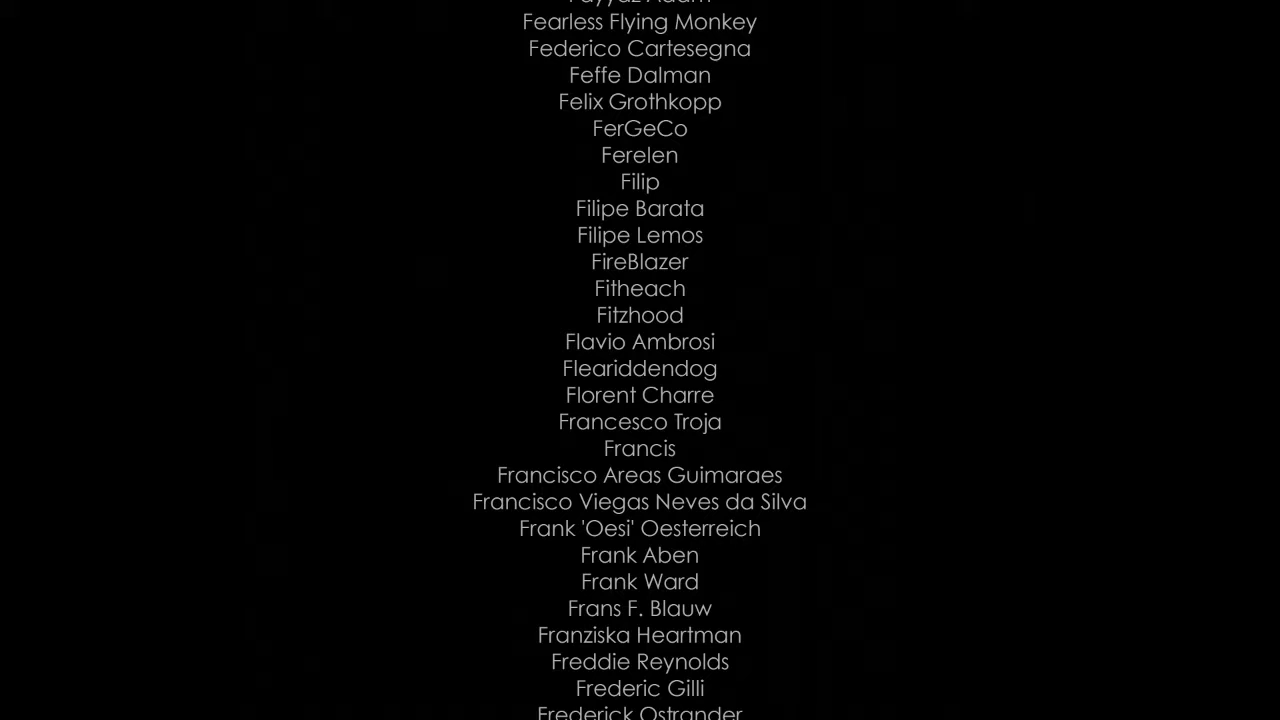 Fearless Flying Monkey
Federico Cartesegna
Feffe Dalman
Felix Grothkopp
FerGeCo
Ferelen
Filip
Filipe Barata
Filipe Lemos
FireBlazer
Fitheach
Fitzhood
Flavio Ambrosi
Fleariddendog
Florent Charre
Francesco Troja
Francis
Francisco Areas Guimaraes
Francisco Viegas Neves da Silva
Frank 'Oesi' Oesterreich
Frank Aben
Frank Ward
Frans F. Blauw
Franziska Heartman
Freddie Reynolds
Frederic Gilli
Frederick Ostrander